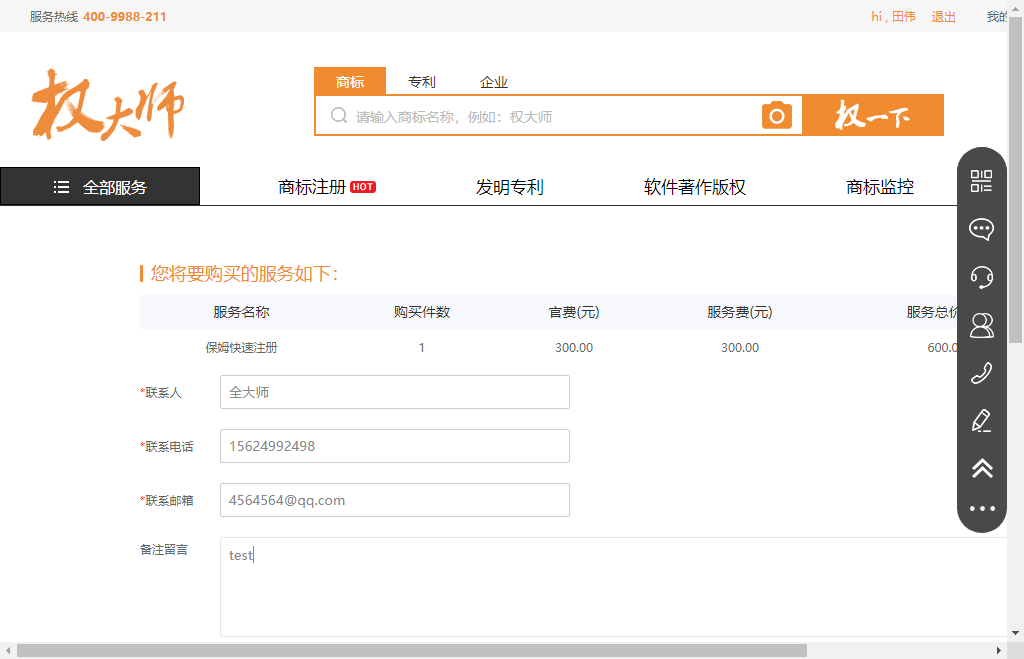 服务热线 400-9988-211
hi , 田伟 退出 我的
权大师
商标 专利 企业
请输入商标名称，例如：权大师
权一下
全部服务 商标注册 HOT 发明专利 软件著作版权 商标监控
您将要购买的服务如下：
服务名称 购买件数 官费(元) 服务费(元) 服务总价
保姆快速注册 1 300.00 300.00 600.0
*联系人 全大师
*联系电话 15624992498
*联系邮箱 4564564@qq.com
备注留言 test